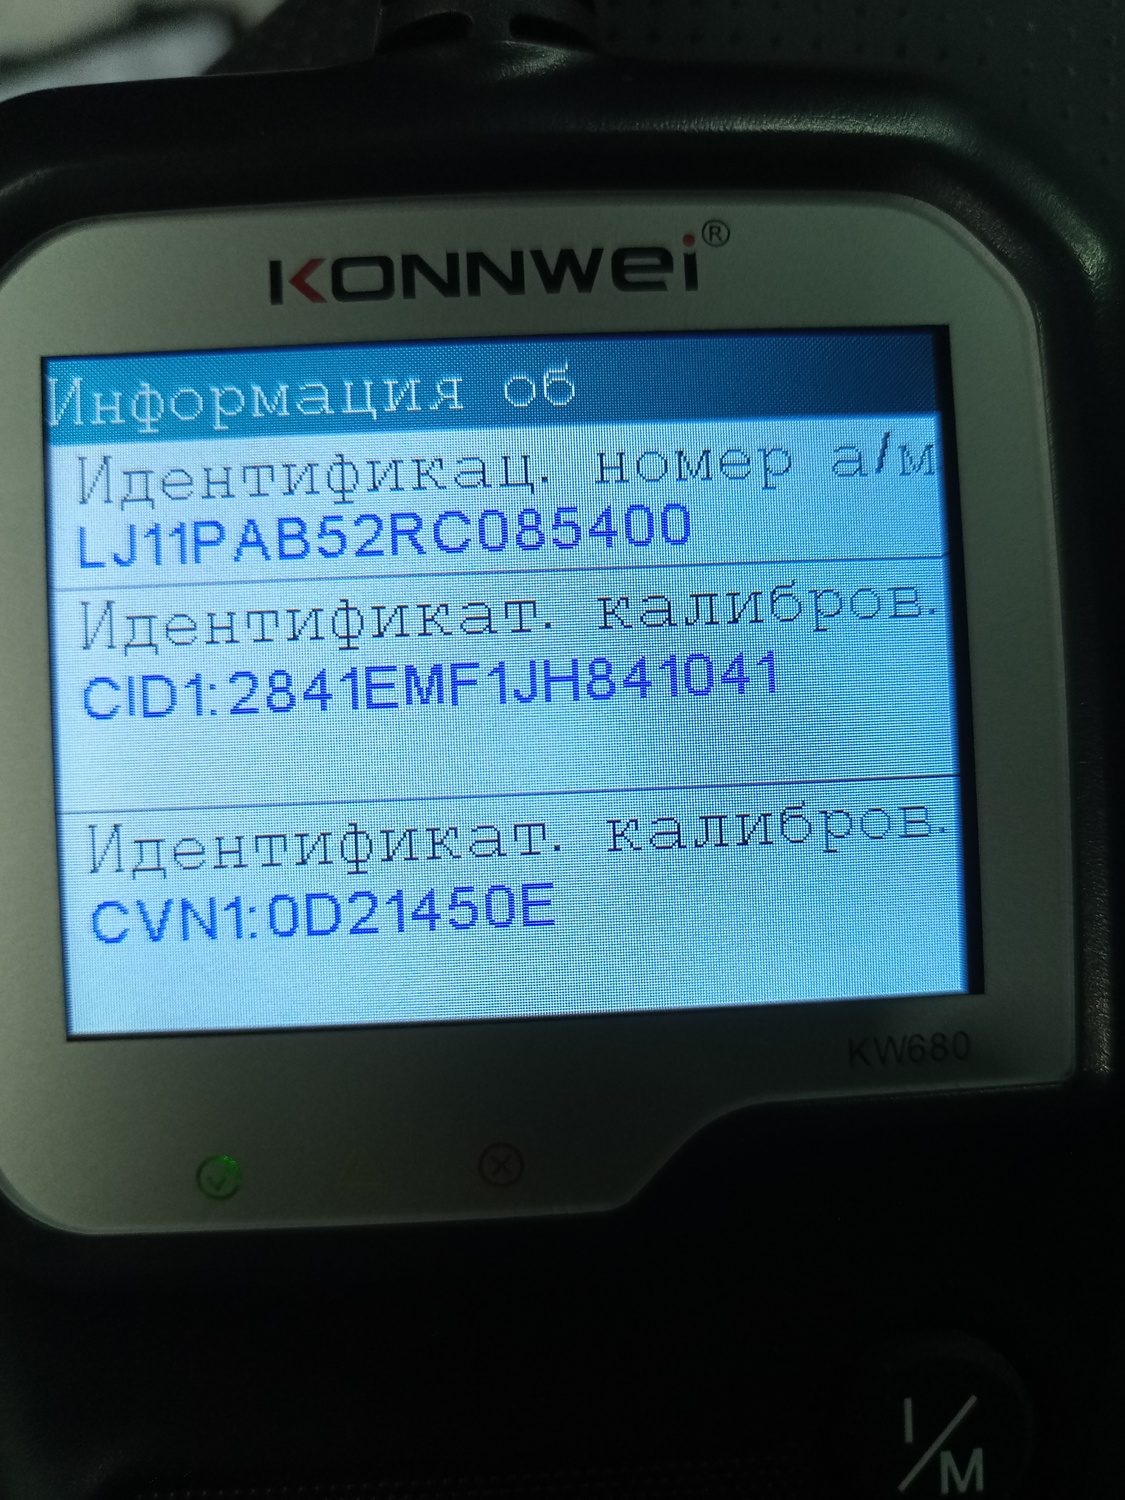 KONNWEI®
Информация об
Идентификац. номер а/м
LJ11PAB52RC085400
Идентификат. калибров.
CID1:2841EMF1JH841041
Идентификат. калибров.
CVN1:0D21450E
KW680
I/M